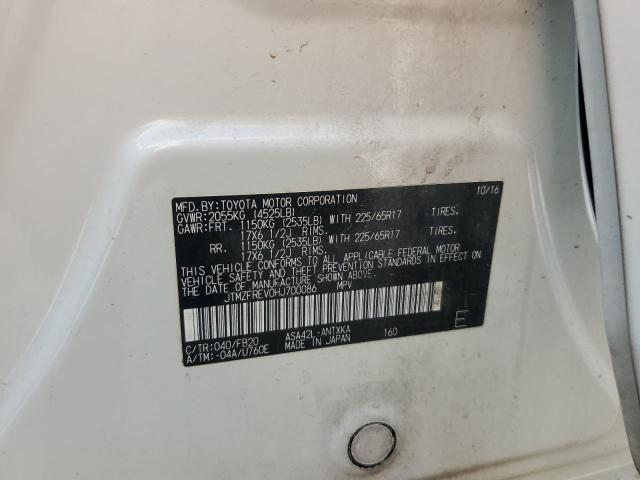 MFD.BY:TOYOTA MOTOR CORPORATION 10/16
GVWR:2055KG (4525LB)
GAWR:FRT. 1150KG (2535LB) WITH 225/65R17 TIRES.
17X6 1/2J RIMS.
RR. 1150KG (2535LB) WITH 225/65R17 TIRES.
17X6 1/2J RIMS.
THIS VEHICLE CONFORMS TO ALL APPLICABLE FEDERAL MOTOR
VEHICLE SAFETY AND THEFT PREVENTION STANDARDS IN EFFECT ON
THE DATE OF MANUFACTURE SHOWN ABOVE.
JTMZFREV0HJ700086 MPV
C/TR:040/FB20 ASA42L-ANTXKA 160 E
A/TM:-04A/U760E MADE IN JAPAN